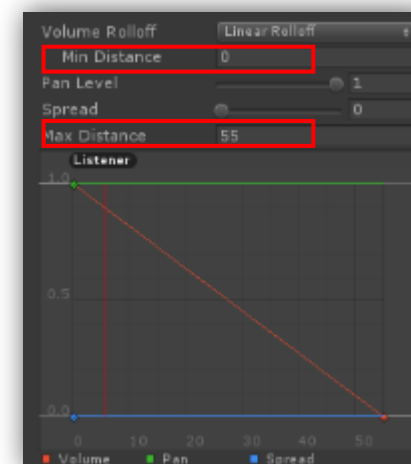 Volume Rolloff Linear Rolloff
Min Distance 0
Pan Level 1
Spread 0
Max Distance 55
Listener
1.0
0.5
0.0
0 10 20 30 40 50
Volume Pan Spread